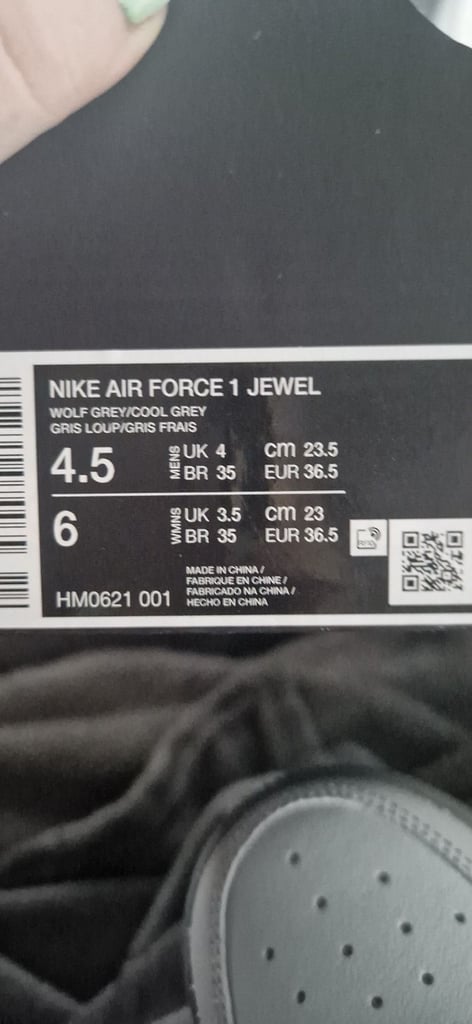 NIKE AIR FORCE 1 JEWEL
WOLF GREY/COOL GREY
GRIS LOUP/GRIS FRAIS
4.5 MENS UK 4 cm 23.5
BR 35 EUR 36.5
6 WMNS UK 3.5 cm 23
BR 35 EUR 36.5
MADE IN CHINA /
FABRIQUE EN CHINE /
FABRICADO NA CHINA /
HECHO EN CHINA
HM0621 001